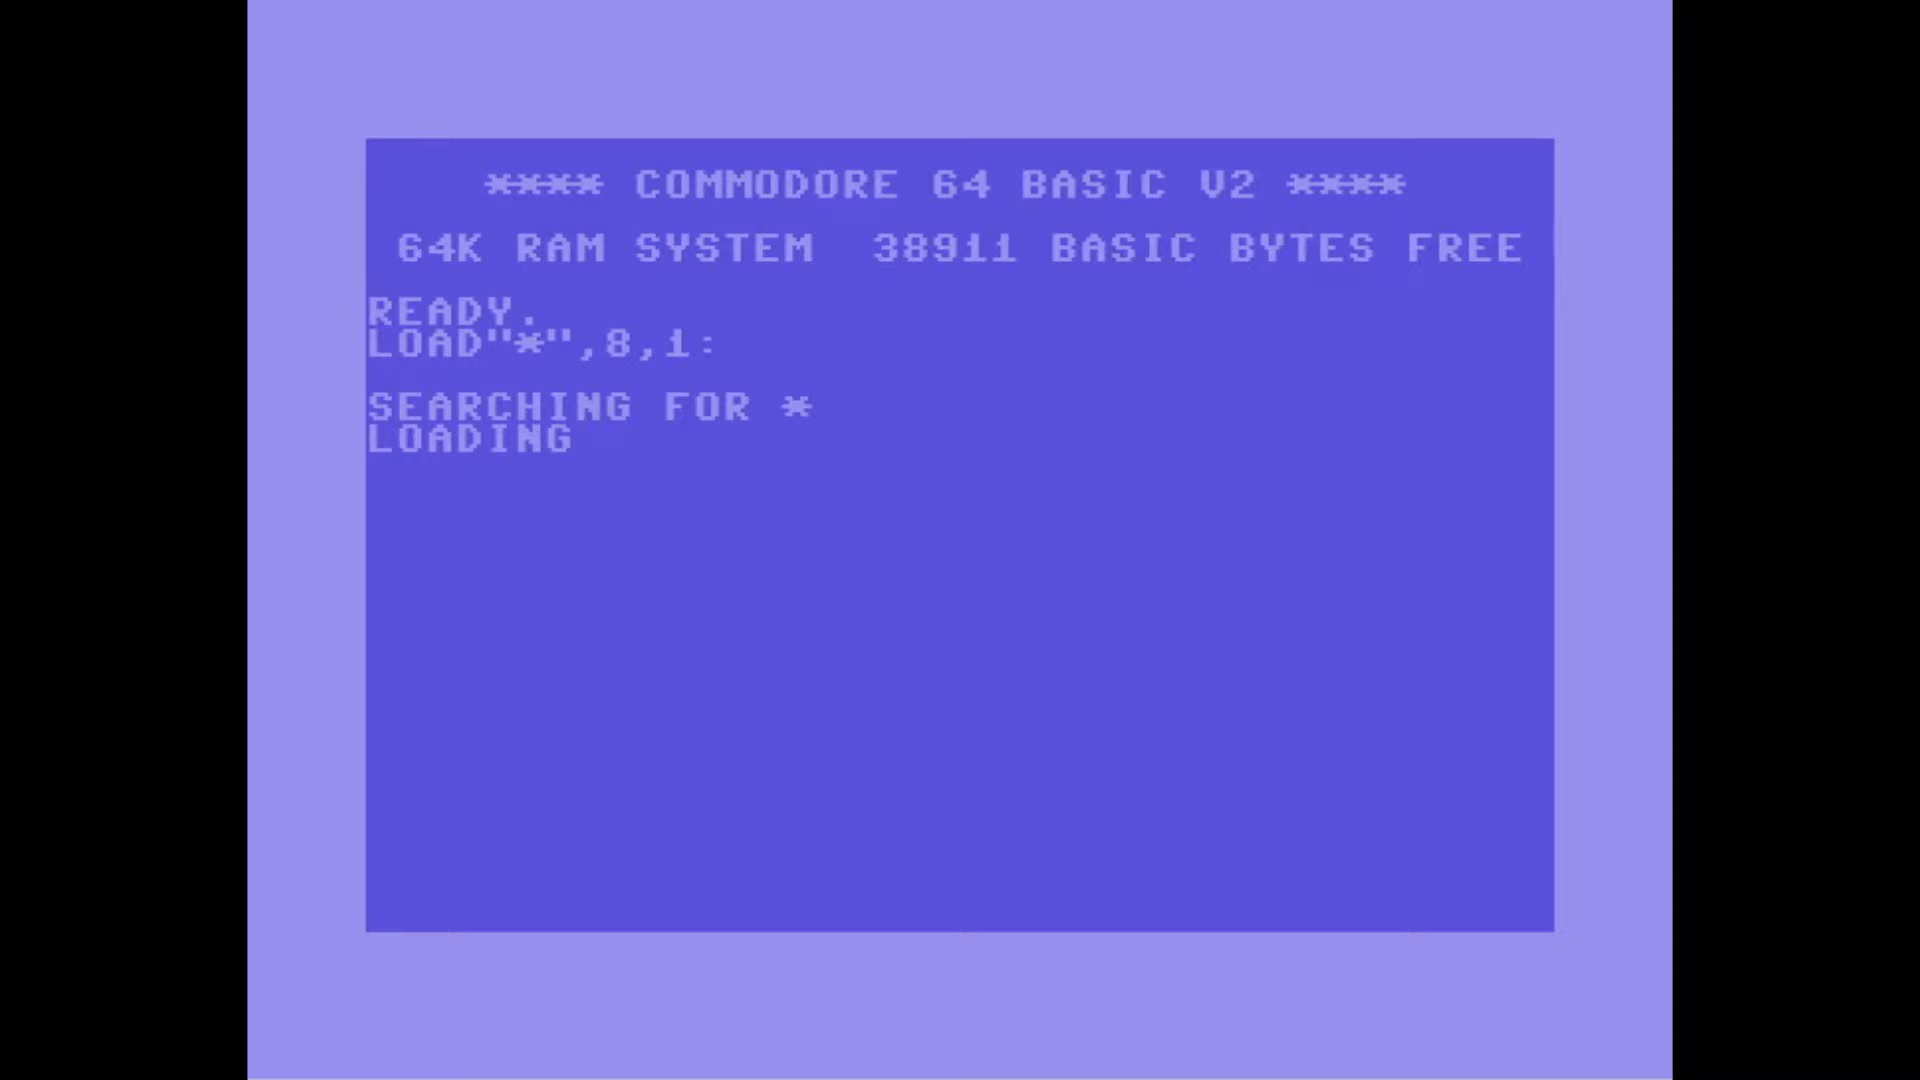 **** COMMODORE 64 BASIC V2 ****
64K RAM SYSTEM  38911 BASIC BYTES FREE
READY.
LOAD"*",8,1:
SEARCHING FOR *
LOADING